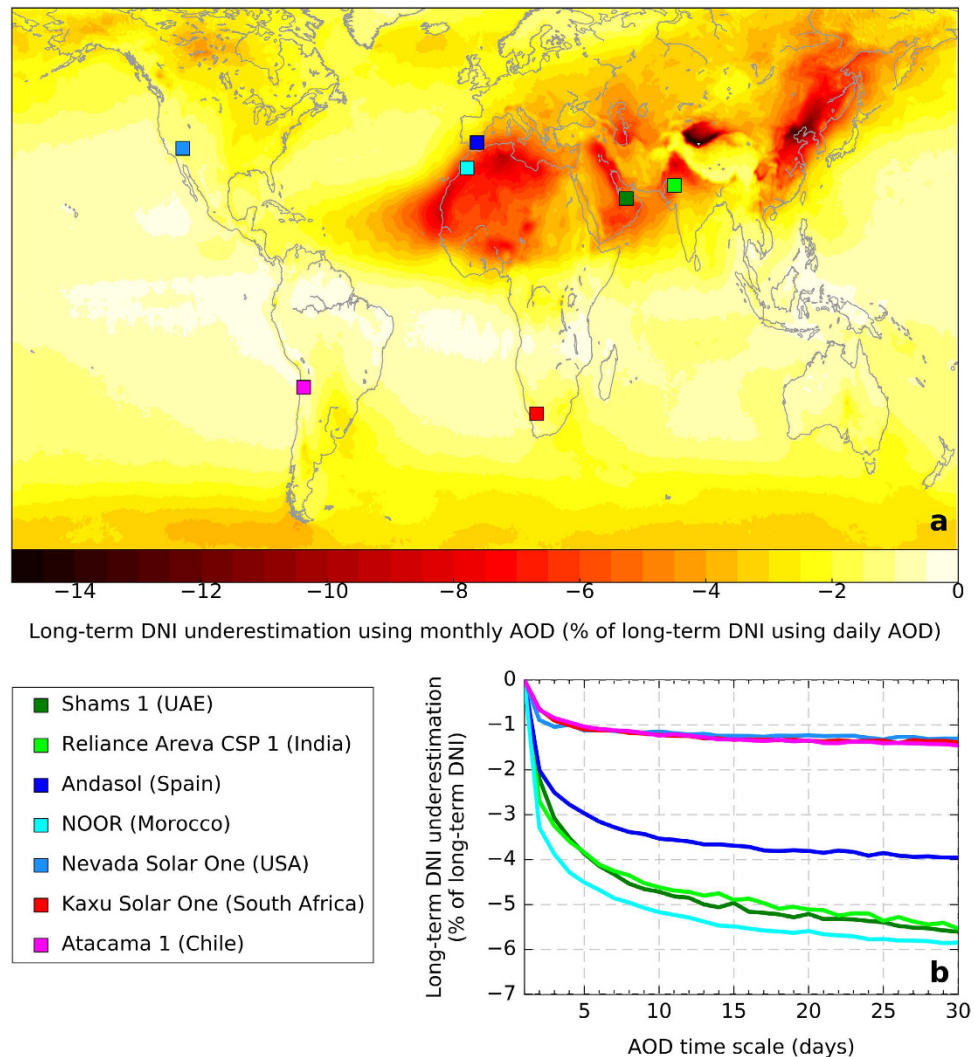 a
−14 −12 −10 −8 −6 −4 −2 0
Long-term DNI underestimation using monthly AOD (% of long-term DNI using daily AOD)
Shams 1 (UAE)
Reliance Areva CSP 1 (India)
Andasol (Spain)
NOOR (Morocco)
Nevada Solar One (USA)
Kaxu Solar One (South Africa)
Atacama 1 (Chile)
Long-term DNI underestimation
(% of long-term DNI)
0
−1
−2
−3
−4
−5
−6
−7
b
5 10 15 20 25 30
AOD time scale (days)